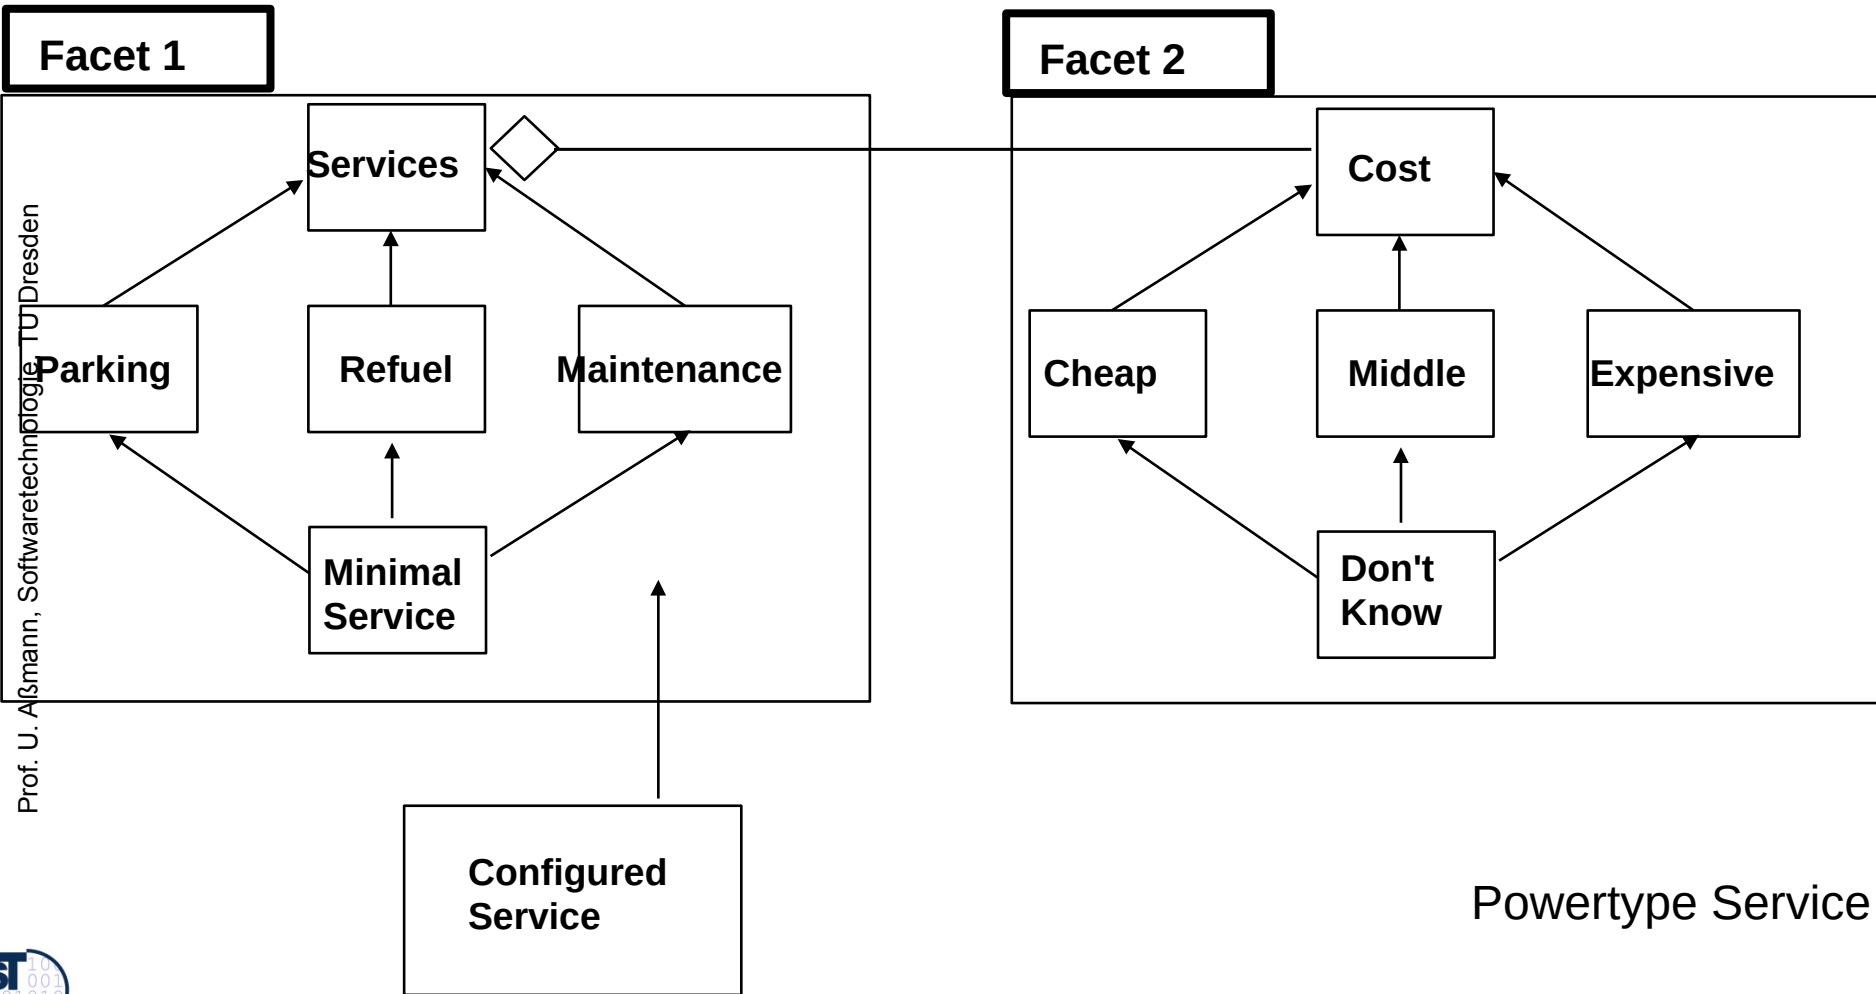 Facet 1
Facet 2
Services
Cost
Parking
Refuel
Maintenance
Cheap
Middle
Expensive
Minimal
Service
Don't
Know
Configured
Service
Powertype Service
Prof. U. Aßmann, Softwaretechnologie, TU Dresden